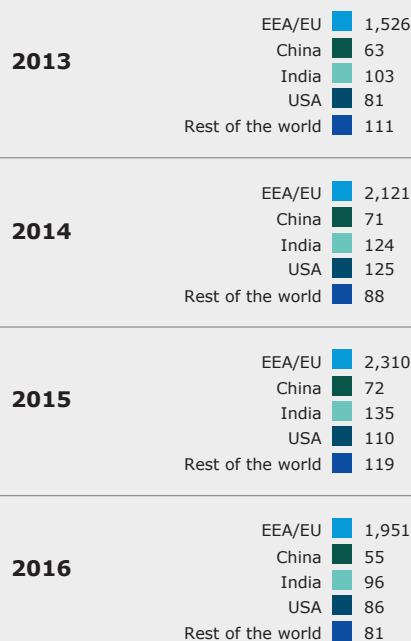 2013
EEA/EU 1,526
China 63
India 103
USA 81
Rest of the world 111
2014
EEA/EU 2,121
China 71
India 124
USA 125
Rest of the world 88
2015
EEA/EU 2,310
China 72
India 135
USA 110
Rest of the world 119
2016
EEA/EU 1,951
China 55
India 96
USA 86
Rest of the world 81